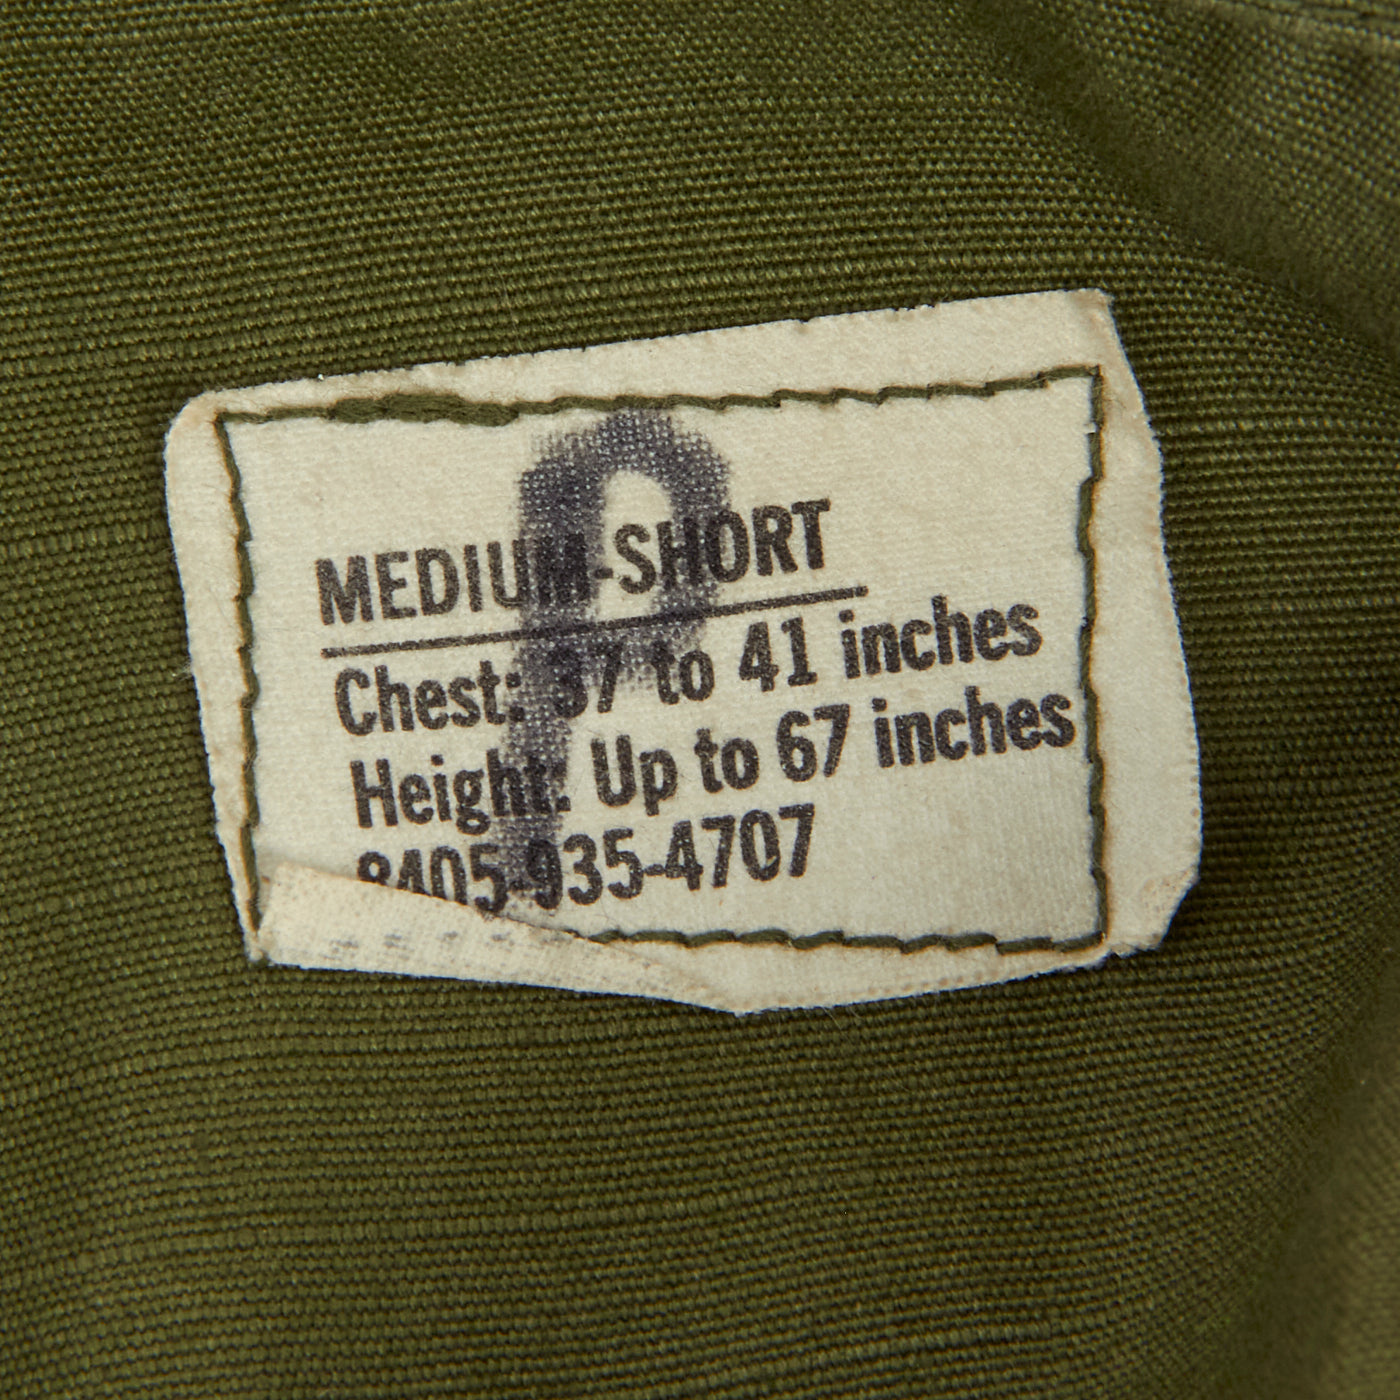 MEDIUM-SHORT
Chest: 37 to 41 inches
Height: Up to 67 inches
8405-935-4707
P